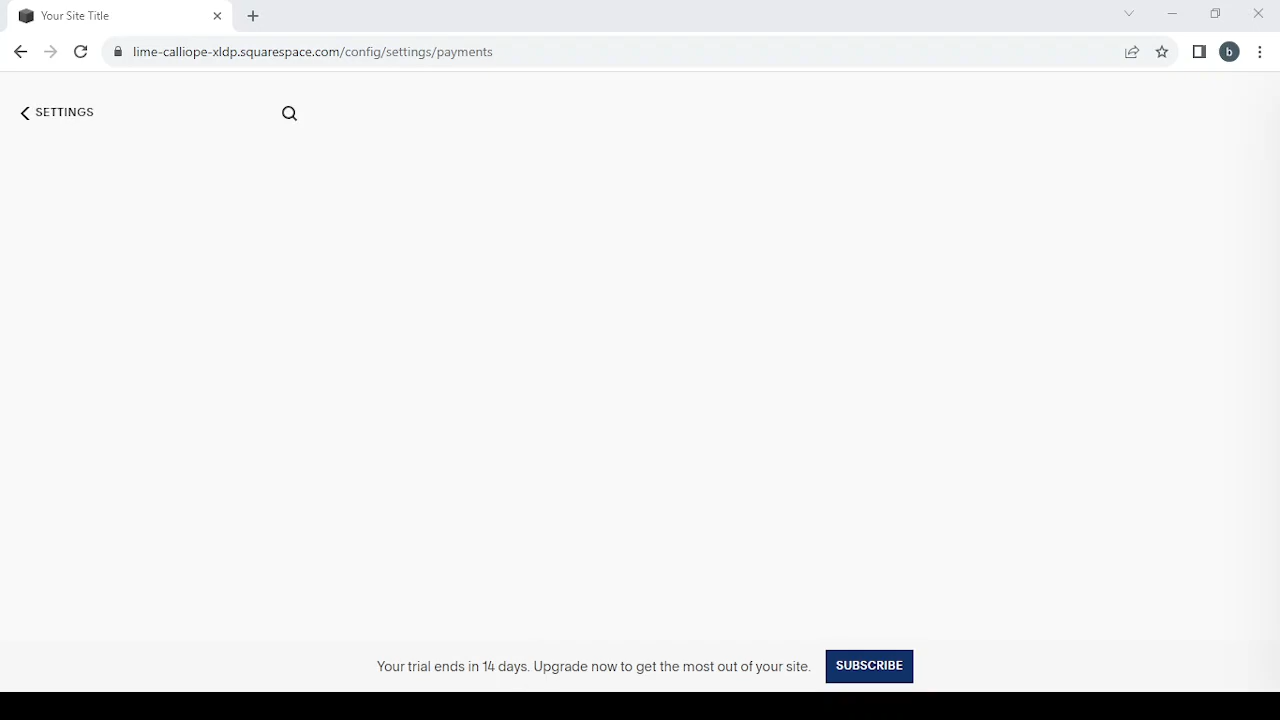 Your Site Title
lime-calliope-xldp.squarespace.com/config/settings/payments
b
SETTINGS
Your trial ends in 14 days. Upgrade now to get the most out of your site.
SUBSCRIBE